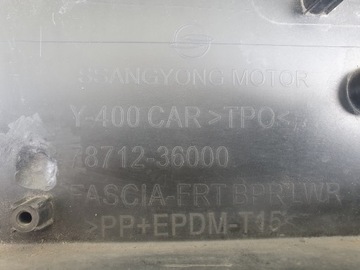 SSANGYONG MOTOR
Y-400 CAR >TPO<
78712-36000
FASCIA-FRT BPR LWR
>PP+EPDM-T15<